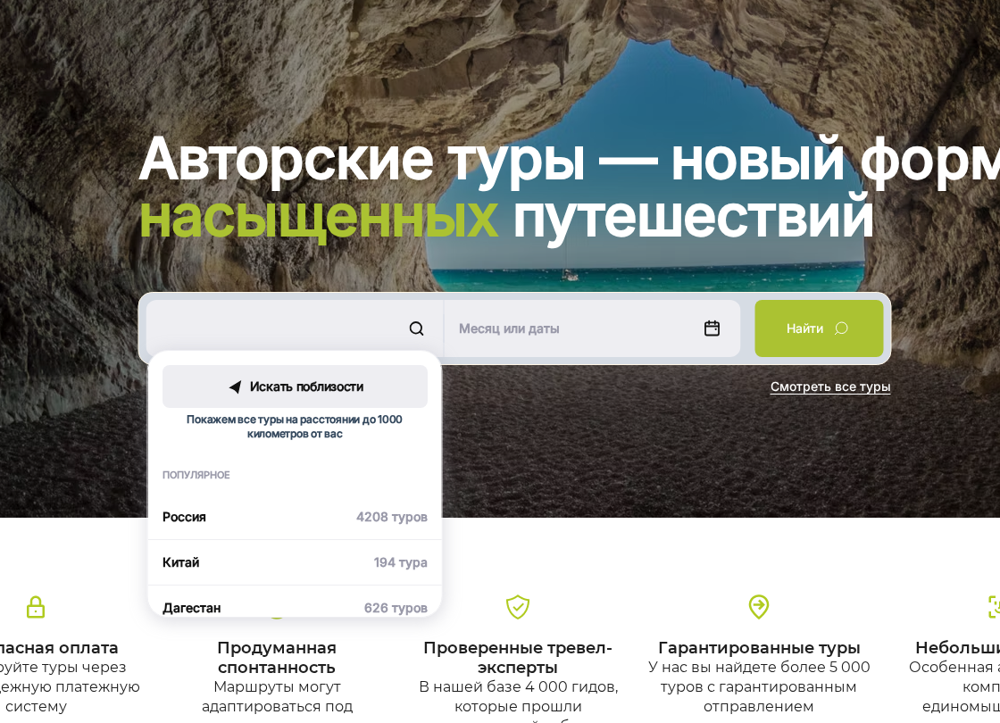 Авторские туры — новый форм
насыщенных путешествий
Месяц или даты
Найти
Искать поблизости
Покажем все туры на расстоянии до 1000
километров от вас
Смотреть все туры
ПОПУЛЯРНОЕ
Россия 4208 туров
Китай 194 тура
Дагестан 626 туров
пасная оплата
руйте туры через
ежную платежную
систему
Продуманная
спонтанность
Маршруты могут
адаптироваться под
Проверенные тревел-
эксперты
В нашей базе 4 000 гидов,
которые прошли
Гарантированные туры
У нас вы найдете более 5 000
туров с гарантированным
отправлением
Небольши
Особенная а
комп
единомыш